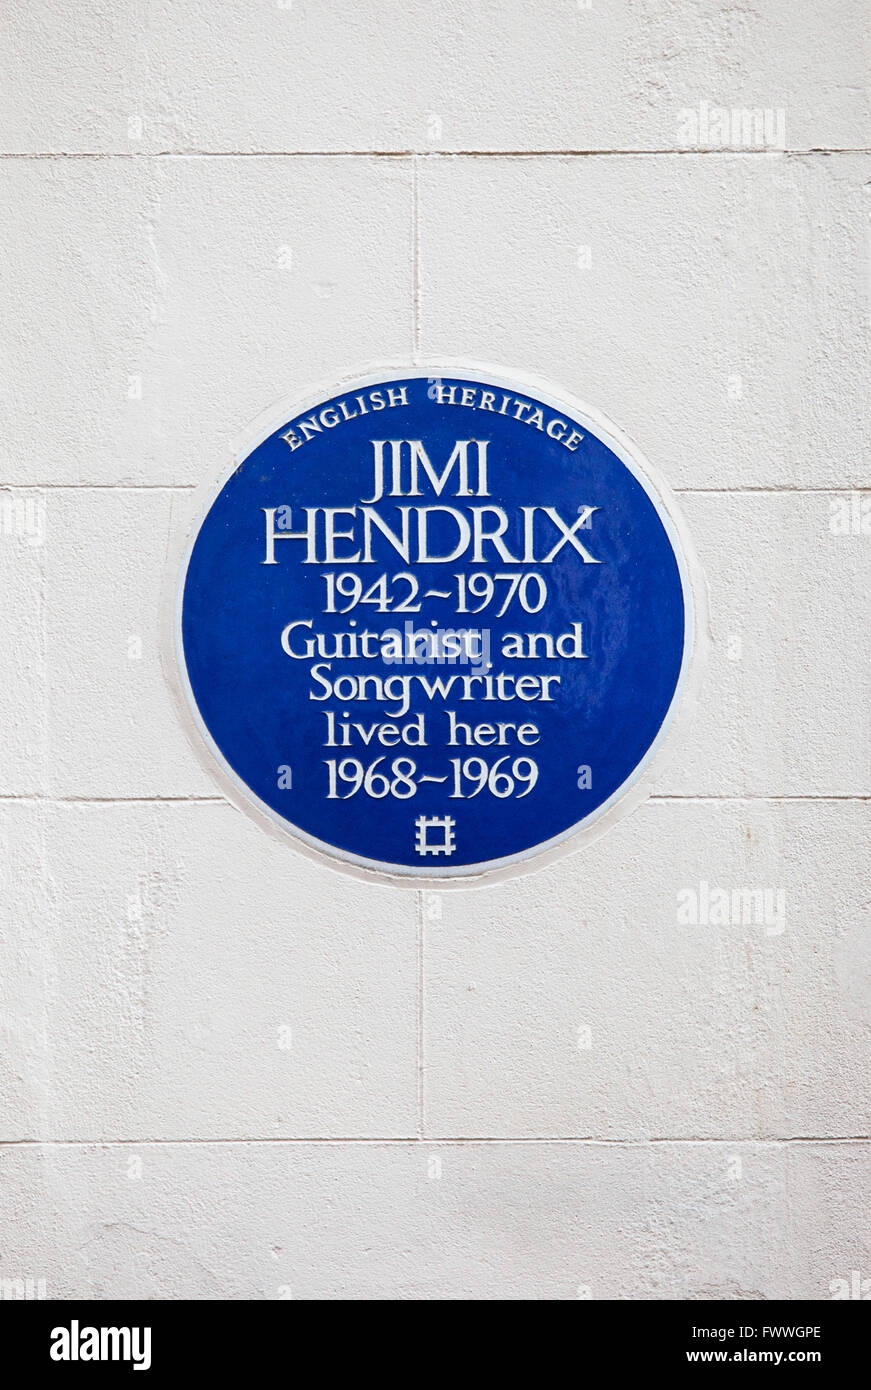 ENGLISH HERITAGE
JIMI
HENDRIX
1942~1970
Guitarist and
Songwriter
lived here
1968~1969
alamy
alamy
alamy
Image ID: FWWGPE
www.alamy.com